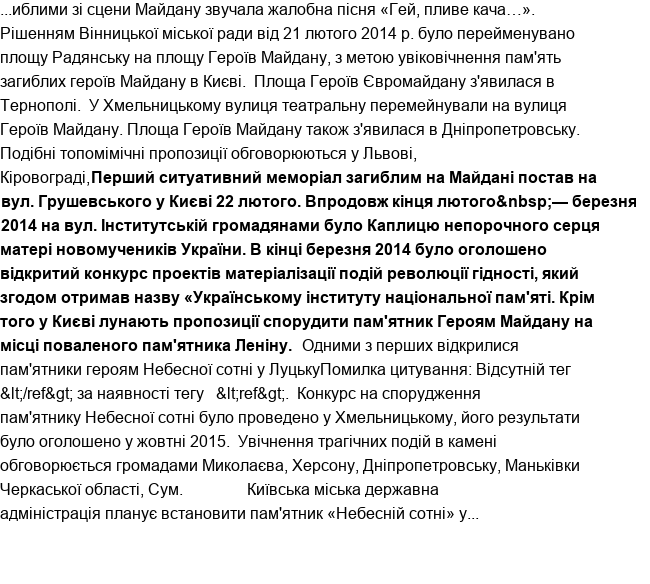 ...иблими зі сцени Майдану звучала жалобна пісня «Гей, пливе кача…».
Рішенням Вінницької міської ради від 21 лютого 2014 р. було перейменувано
площу Радянську на площу Героїв Майдану, з метою увіковічнення пам'ять
загиблих героїв Майдану в Києві.  Площа Героїв Євромайдану з'явилася в
Тернополі.  У Хмельницькому вулиця театральну перемейнували на вулиця
Героїв Майдану. Площа Героїв Майдану також з'явилася в Дніпропетровську.
Подібні топомімічні пропозиції обговорюються у Львові,
Кіровограді,Перший ситуативний меморіал загиблим на Майдані постав на
вул. Грушевського у Києві 22 лютого. Впродовж кінця лютого&nbsp;— березня
2014 на вул. Інститутській громадянами було Каплицю непорочного серця
матері новомучеників України. В кінці березня 2014 було оголошено
відкритий конкурс проектів матеріалізації подій революції гідності, який
згодом отримав назву «Українському інституту національної пам'яті. Крім
того у Києві лунають пропозиції спорудити пам'ятник Героям Майдану на
місці поваленого пам'ятника Леніну.  Одними з перших відкрилися
пам'ятники героям Небесної сотні у ЛуцькуПомилка цитування: Відсутній тег
&lt;/ref&gt; за наявності тегу   &lt;ref&gt;.  Конкурс на спорудження
пам'ятнику Небесної сотні було проведено у Хмельницькому, його результати
було оголошено у жовтні 2015.  Увічнення трагічних подій в камені
обговорюється громадами Миколаєва, Херсону, Дніпропетровську, Маньківки
Черкаської області, Сум.               Київська міська державна
адміністрація планує встановити пам'ятник «Небесній сотні» у...